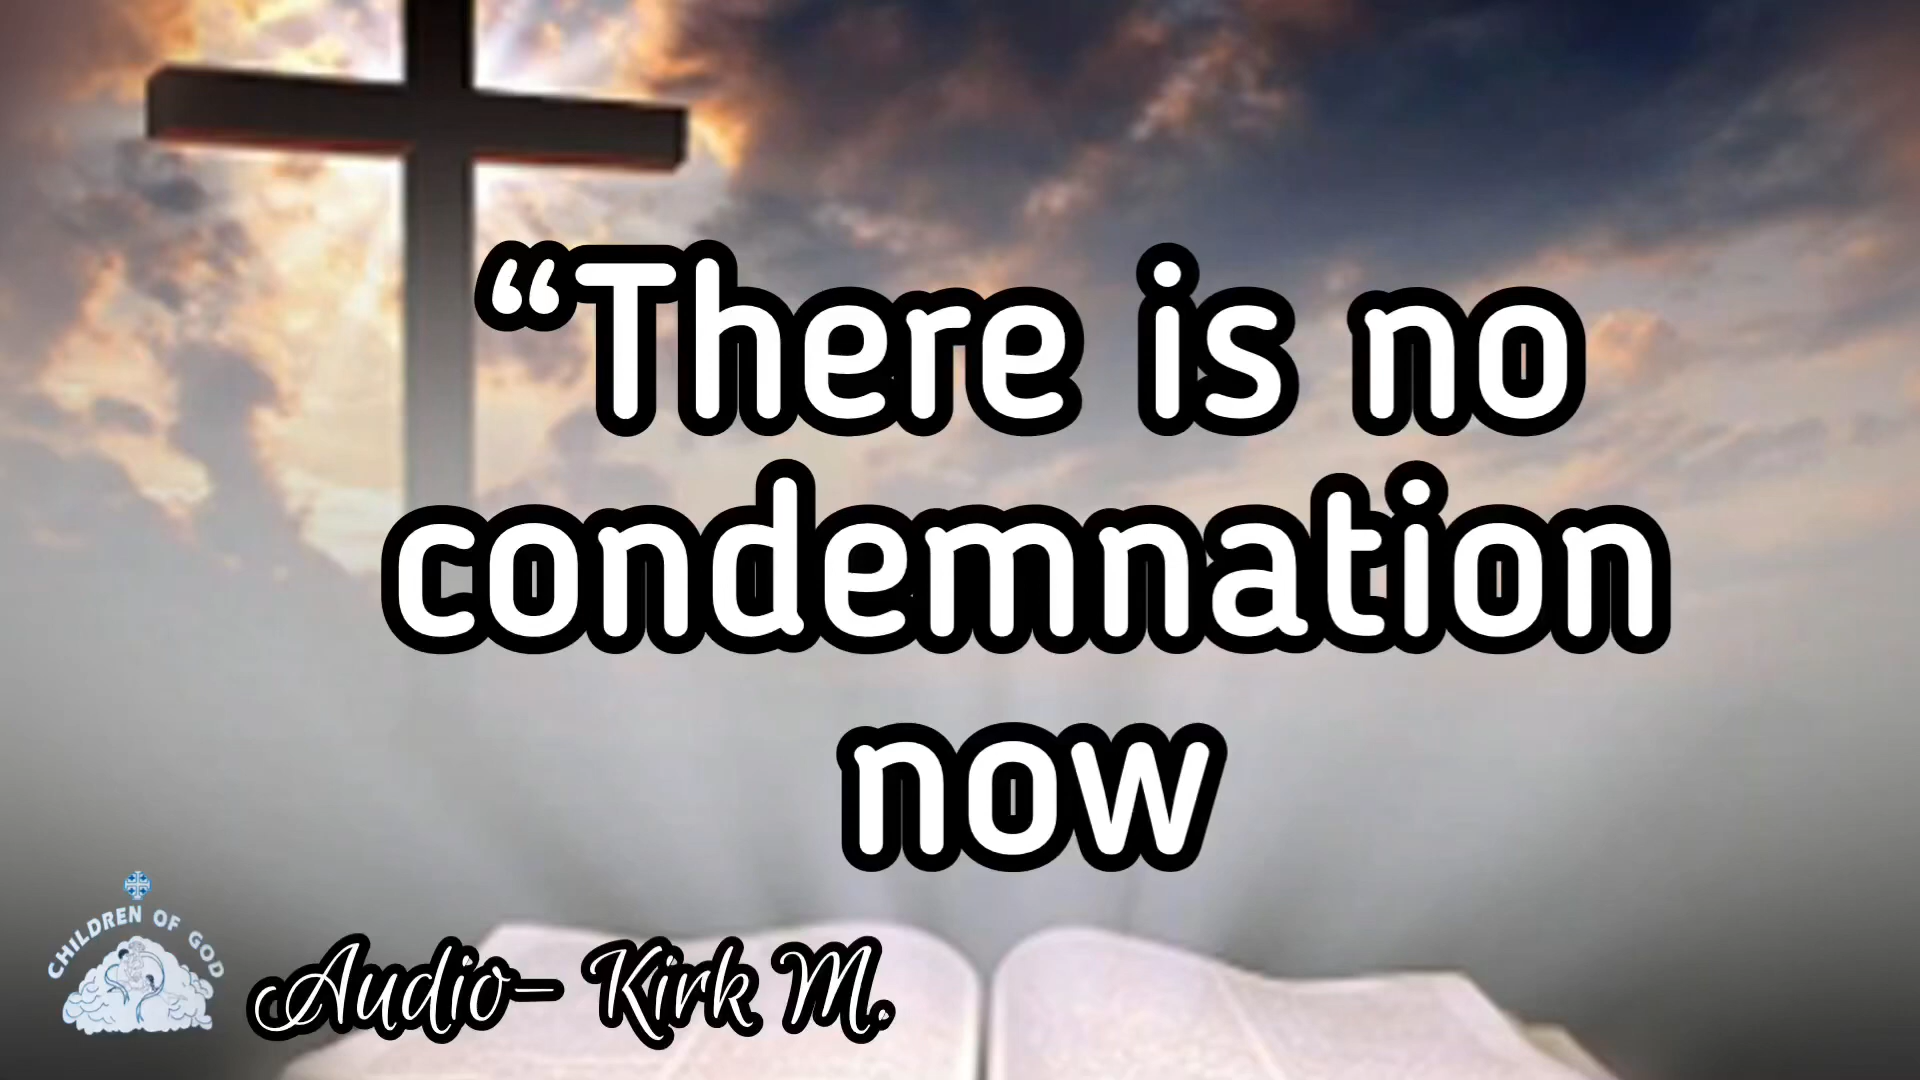 “There is no
condemnation
now
CHILDREN OF GOD
Audio- Kirk M.